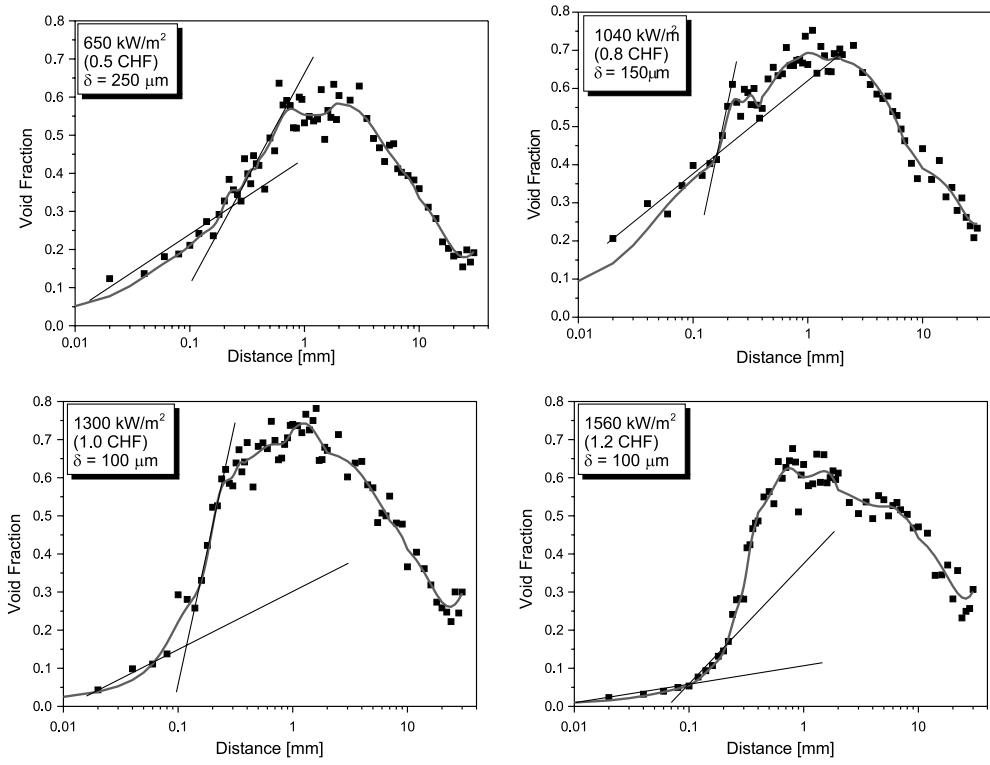 650 kW/m²
(0.5 CHF)
δ = 250 μm
Void Fraction
0.8
0.7
0.6
0.5
0.4
0.3
0.2
0.1
0.0
0.01
0.1
1
10
Distance [mm]
1040 kW/m²
(0.8 CHF)
δ = 150μm
Void Fraction
0.8
0.7
0.6
0.5
0.4
0.3
0.2
0.1
0.0
0.01
0.1
1
10
Distance [mm]
1300 kW/m²
(1.0 CHF)
δ = 100 μm
Void Fraction
0.8
0.7
0.6
0.5
0.4
0.3
0.2
0.1
0.0
0.01
0.1
1
10
Distance [mm]
1560 kW/m²
(1.2 CHF)
δ = 100 μm
Void Fraction
0.8
0.7
0.6
0.5
0.4
0.3
0.2
0.1
0.0
0.01
0.1
1
10
Distance [mm]